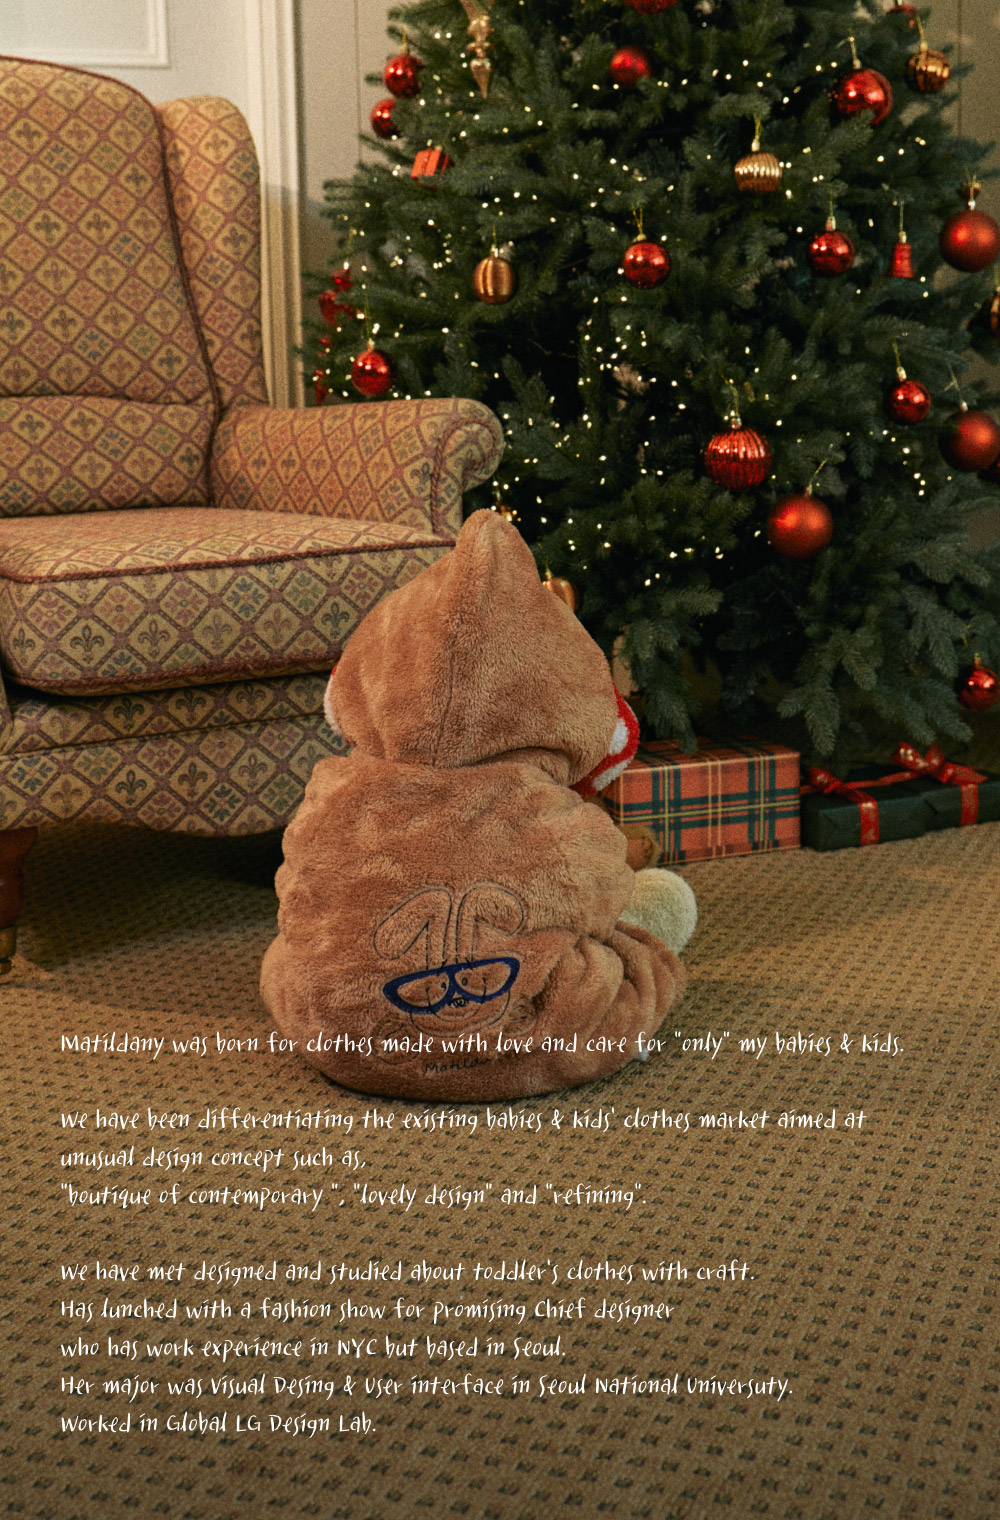 Matildany was born for clothes made with love and care for "only" my babies & kids.
We have been differentiating the existing babies & kids' clothes market aimed at
unusual design concept such as,
"boutique of contemporary ", "lovely design" and "refining".
We have met designed and studied about toddler's clothes with craft.
Has lunched with a fashion show for promising Chief designer
who has work experience in NYC but based in Seoul.
Her major was Visual Desing & User interface in Seoul National Universuty.
Worked in Global LG Design Lab.